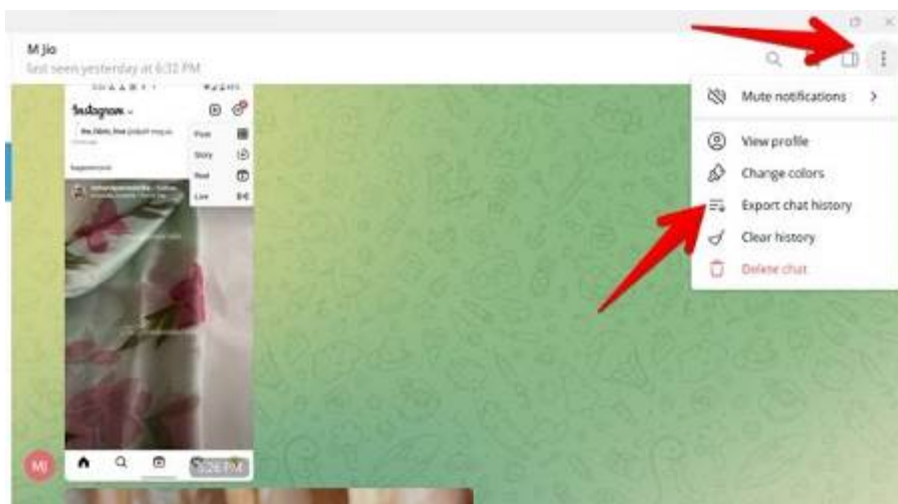 M Jio
last seen yesterday at 6:32 PM
Instagram
Post
Story
Reel
Live
5:26 PM
MJ
Mute notifications
View profile
Change colors
Export chat history
Clear history
Delete chat